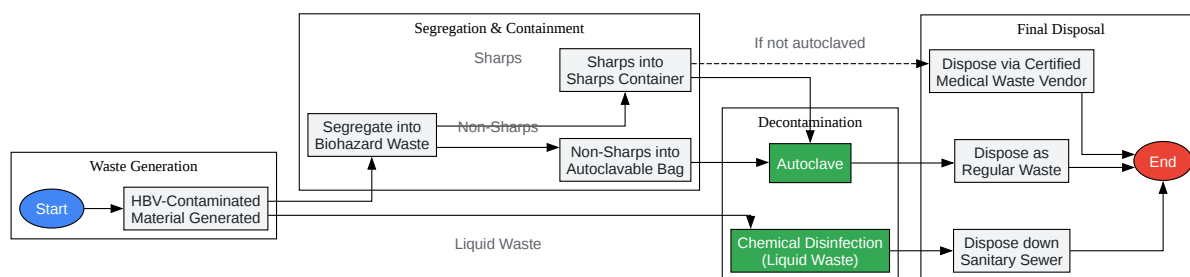 Segregation & Containment
Final Disposal
Sharps
If not autoclaved
Sharps into
Sharps Container
Dispose via Certified
Medical Waste Vendor
Decontamination
Segregate into
Biohazard Waste
Non-Sharps
Non-Sharps into
Autoclavable Bag
Autoclave
Dispose as
Regular Waste
End
Waste Generation
Start
HBV-Contaminated
Material Generated
Liquid Waste
Chemical Disinfection
(Liquid Waste)
Dispose down
Sanitary Sewer